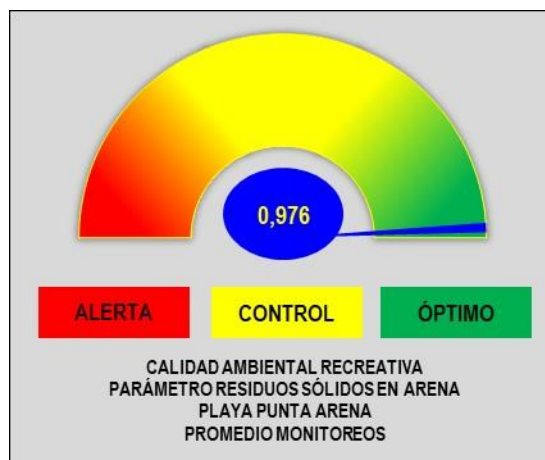 0,976
ALERTA CONTROL ÓPTIMO
CALIDAD AMBIENTAL RECREATIVA
PARÁMETRO RESIDUOS SÓLIDOS EN ARENA
PLAYA PUNTA ARENA
PROMEDIO MONITOREOS